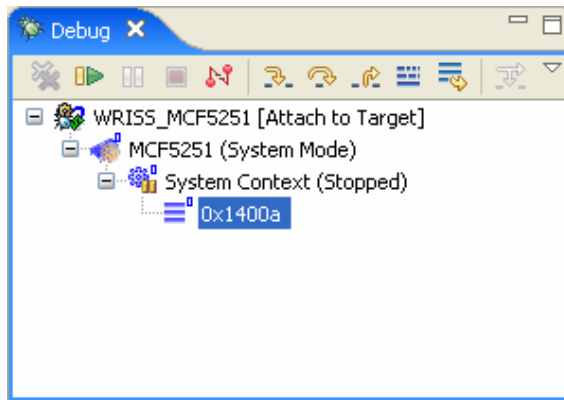 Debug
WRISS_MCF5251 [Attach to Target]
MCF5251 (System Mode)
System Context (Stopped)
0x1400a